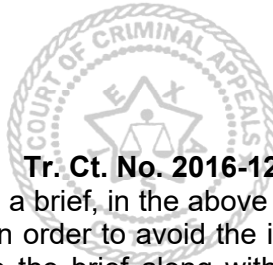 COURT OF CRIMINAL APPEALS
TEXAS
Tr. Ct. No. 2016-12
a brief, in the above
n order to avoid the i
the brief along with